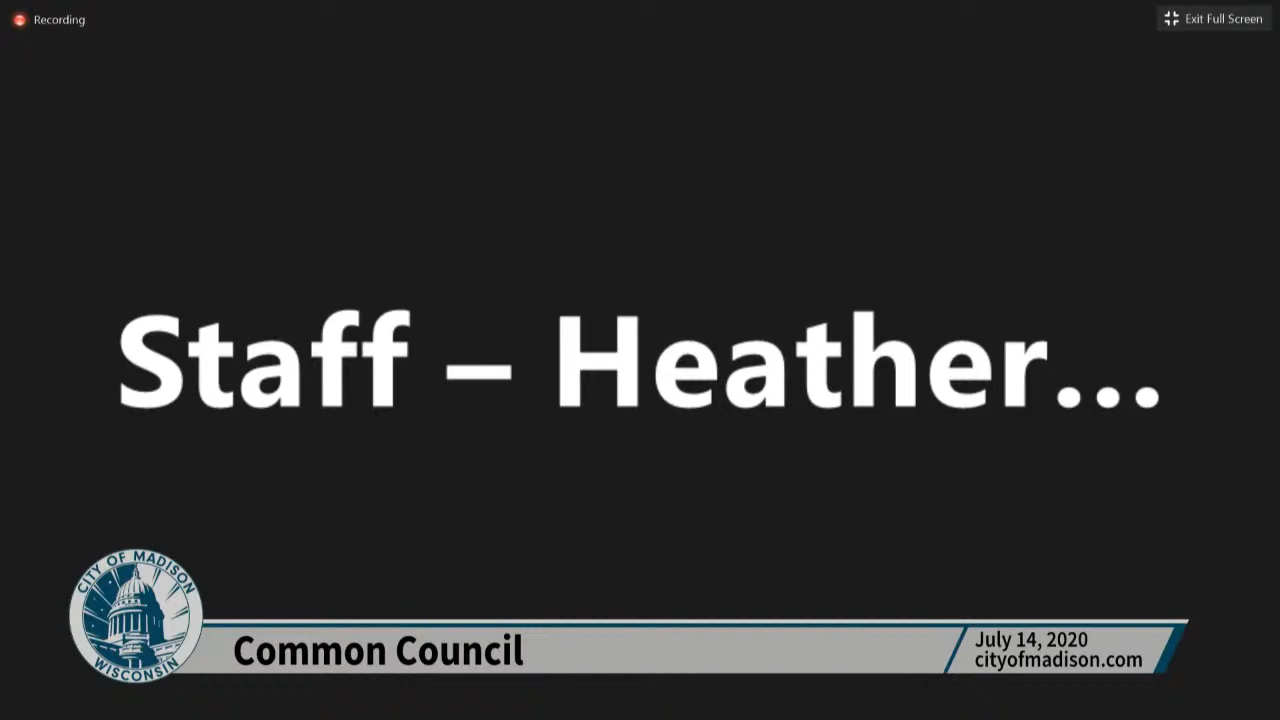 Recording
Exit Full Screen
Staff – Heather...
CITY OF MADISON
WISCONSIN
Common Council
July 14, 2020
cityofmadison.com